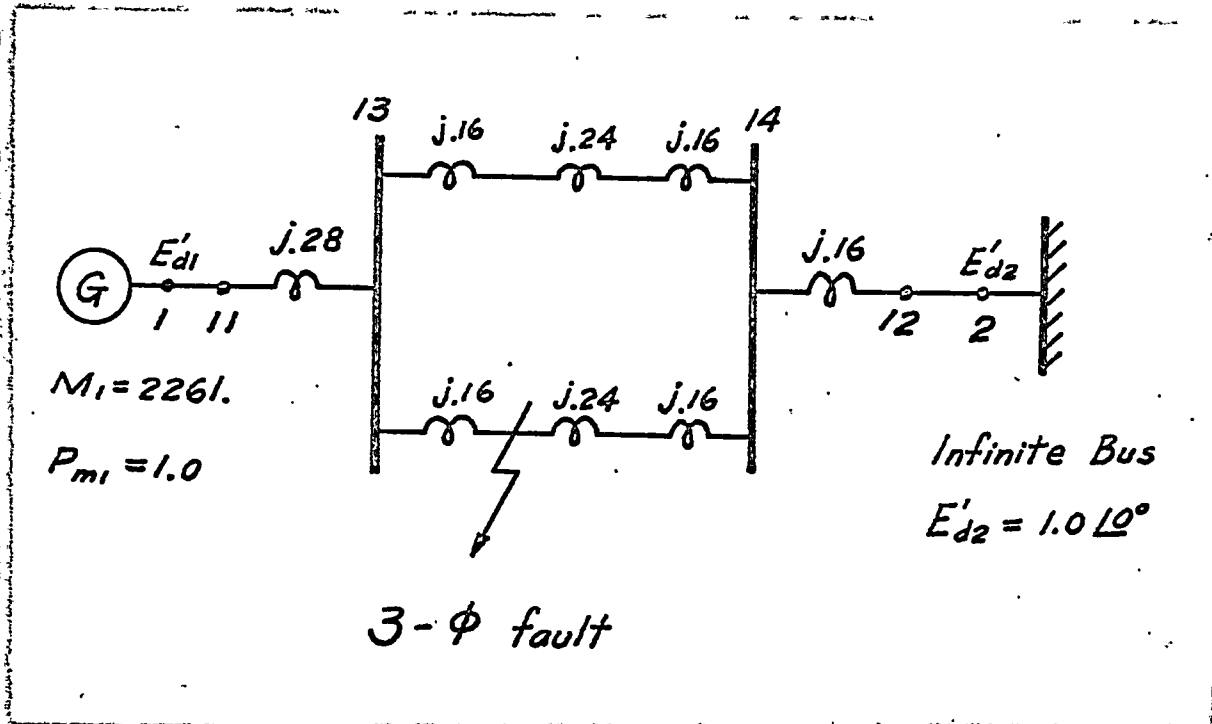 13
j.16
j.24
j.16
14
E'd1
j.28
G
1
11
j.16
E'd2
12
2
M1 = 2261.
Pm1 = 1.0
j.16
j.24
j.16
Infinite Bus
E'd2 = 1.0 ∠0°
3-ϕ fault